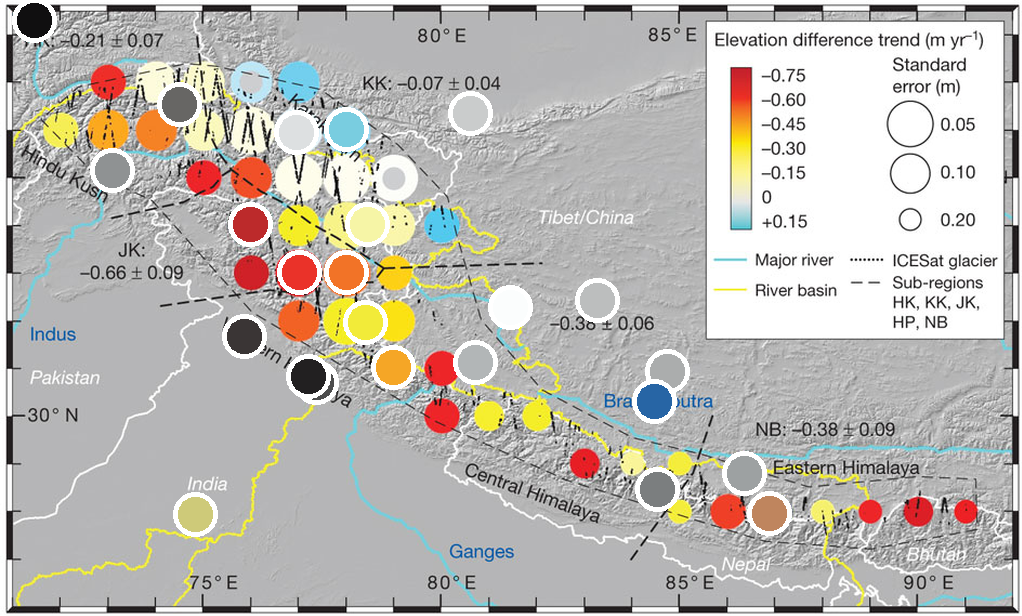 80° E
85° E
–0.21 ± 0.07
KK: –0.07 ± 0.04
Hindu Kush
Tibet/China
JK:
–0.66 ± 0.09
–0.38 ± 0.06
Indus
Pakistan
30° N
NB: –0.38 ± 0.09
Eastern Himalaya
Central Himalaya
India
Ganges
Nepal
Bhutan
75° E
80° E
85° E
90° E
Elevation difference trend (m yr⁻¹)
–0.75
–0.60
–0.45
–0.30
–0.15
0
+0.15
Standard
error (m)
0.05
0.10
0.20
Major river
River basin
ICESat glacier
Sub-regions
HK, KK, JK,
HP, NB